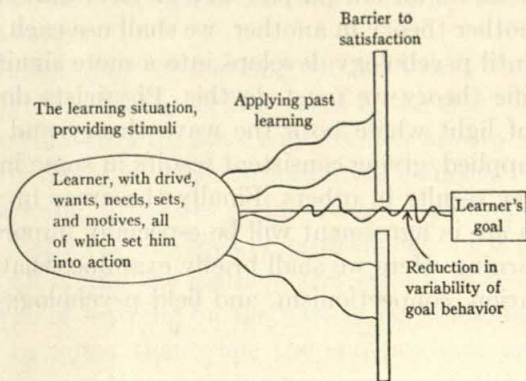 Barrier to
satisfaction
The learning situation,
providing stimuli
Applying past
learning
Learner, with drive,
wants, needs, sets,
and motives, all
of which set him
into action
Learner's
goal
Reduction in
variability of
goal behavior